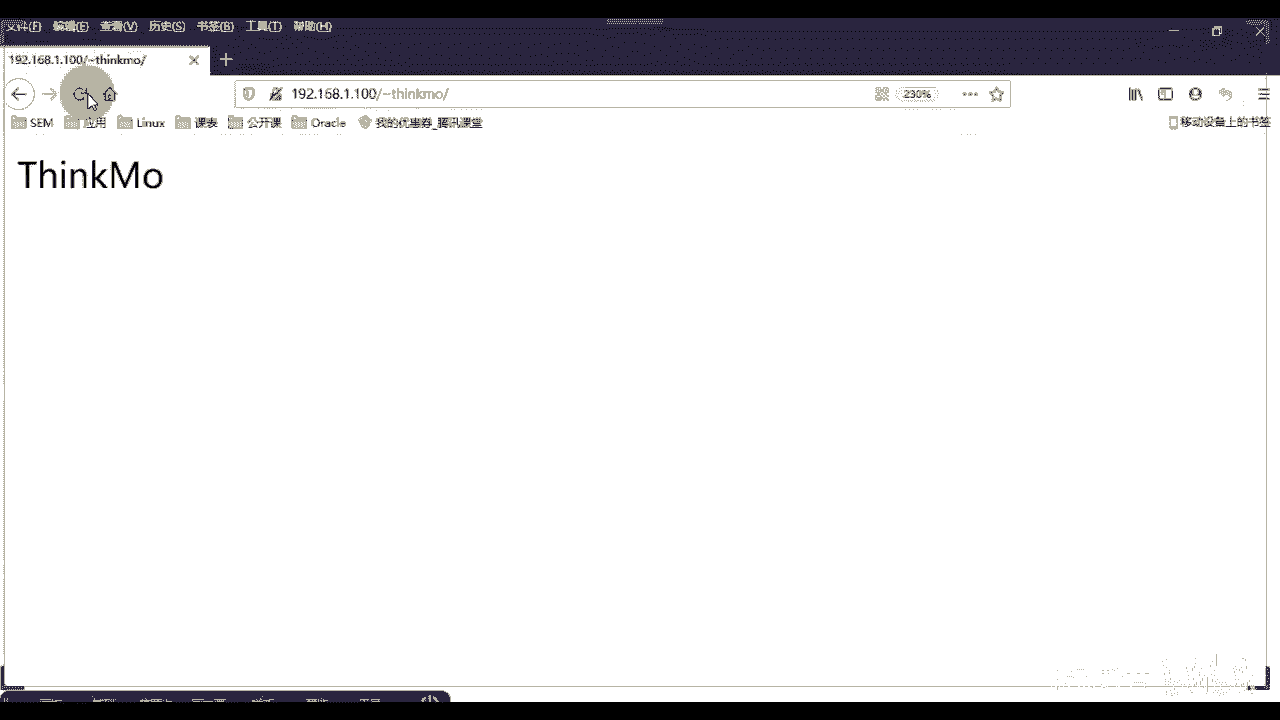 文件(F) 编辑(E) 查看(V) 历史(S) 书签(B) 工具(T) 帮助(H)
192.168.1.100/~thinkmo/
192.168.1.100/~thinkmo/ 230%
SEM 应用 Linux 课表 公开课 Oracle 我的优惠券_腾讯课堂 移动设备上的书签
ThinkMo